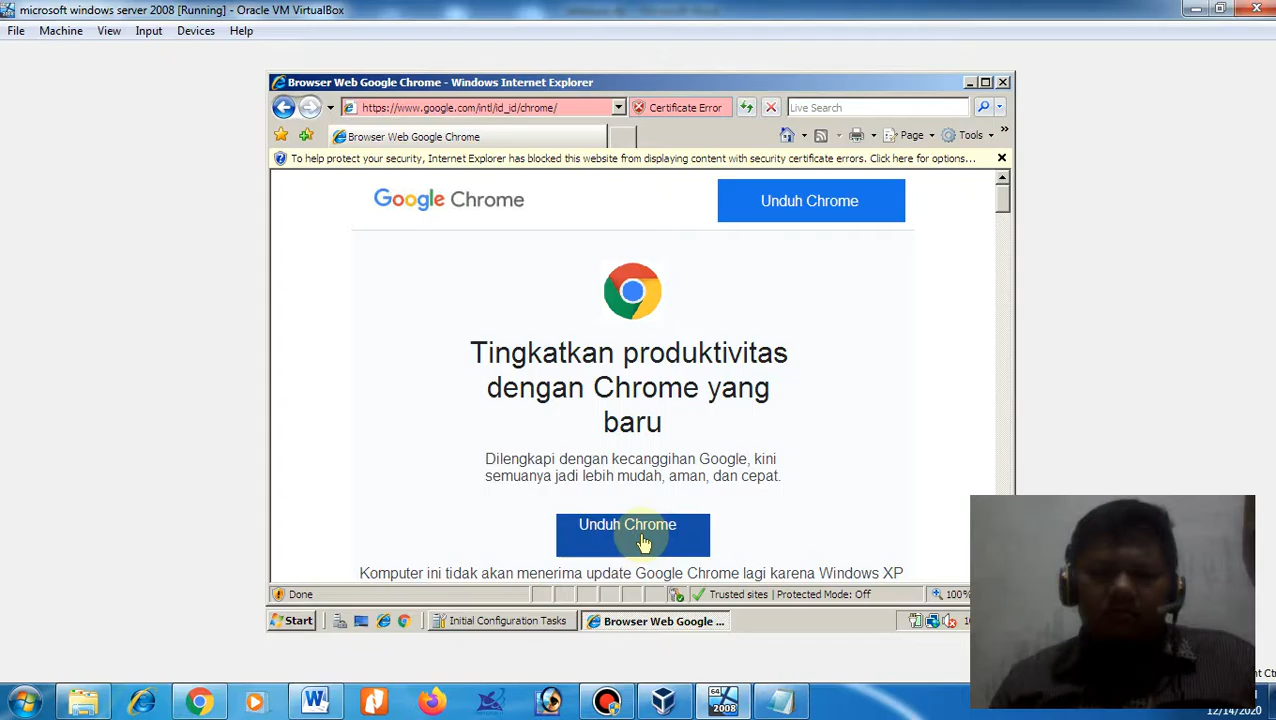 microsoft windows server 2008 [Running] - Oracle VM VirtualBox
File Machine View Input Devices Help
Browser Web Google Chrome - Windows Internet Explorer
https://www.google.com/intl/id_id/chrome/ Certificate Error Live Search
Browser Web Google Chrome Page Tools
To help protect your security, Internet Explorer has blocked this website from displaying content with security certificate errors. Click here for options...
Google Chrome Unduh Chrome
Tingkatkan produktivitas
dengan Chrome yang
baru
Dilengkapi dengan kecanggihan Google, kini
semuanya jadi lebih mudah, aman, dan cepat.
Unduh Chrome
Komputer ini tidak akan menerima update Google Chrome lagi karena Windows XP
Done Trusted sites | Protected Mode: Off 100%
Start Initial Configuration Tasks Browser Web Google ...
64
2008
12/14/2020